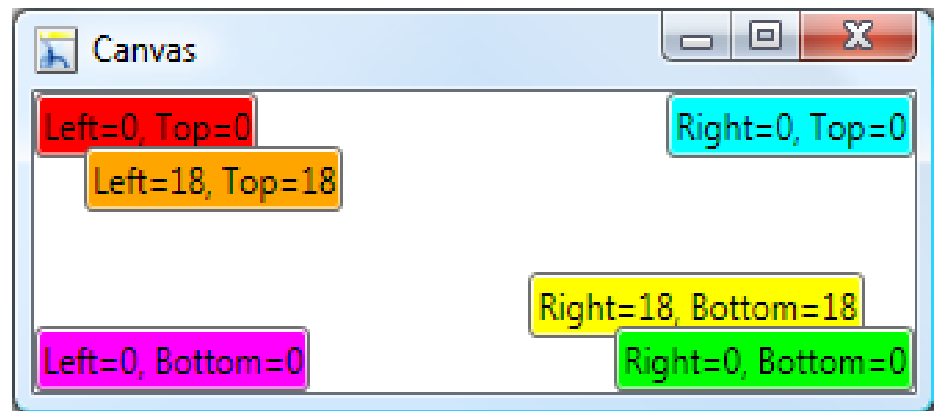 Canvas
Left=0, Top=0
Right=0, Top=0
Left=18, Top=18
Right=18, Bottom=18
Left=0, Bottom=0
Right=0, Bottom=0